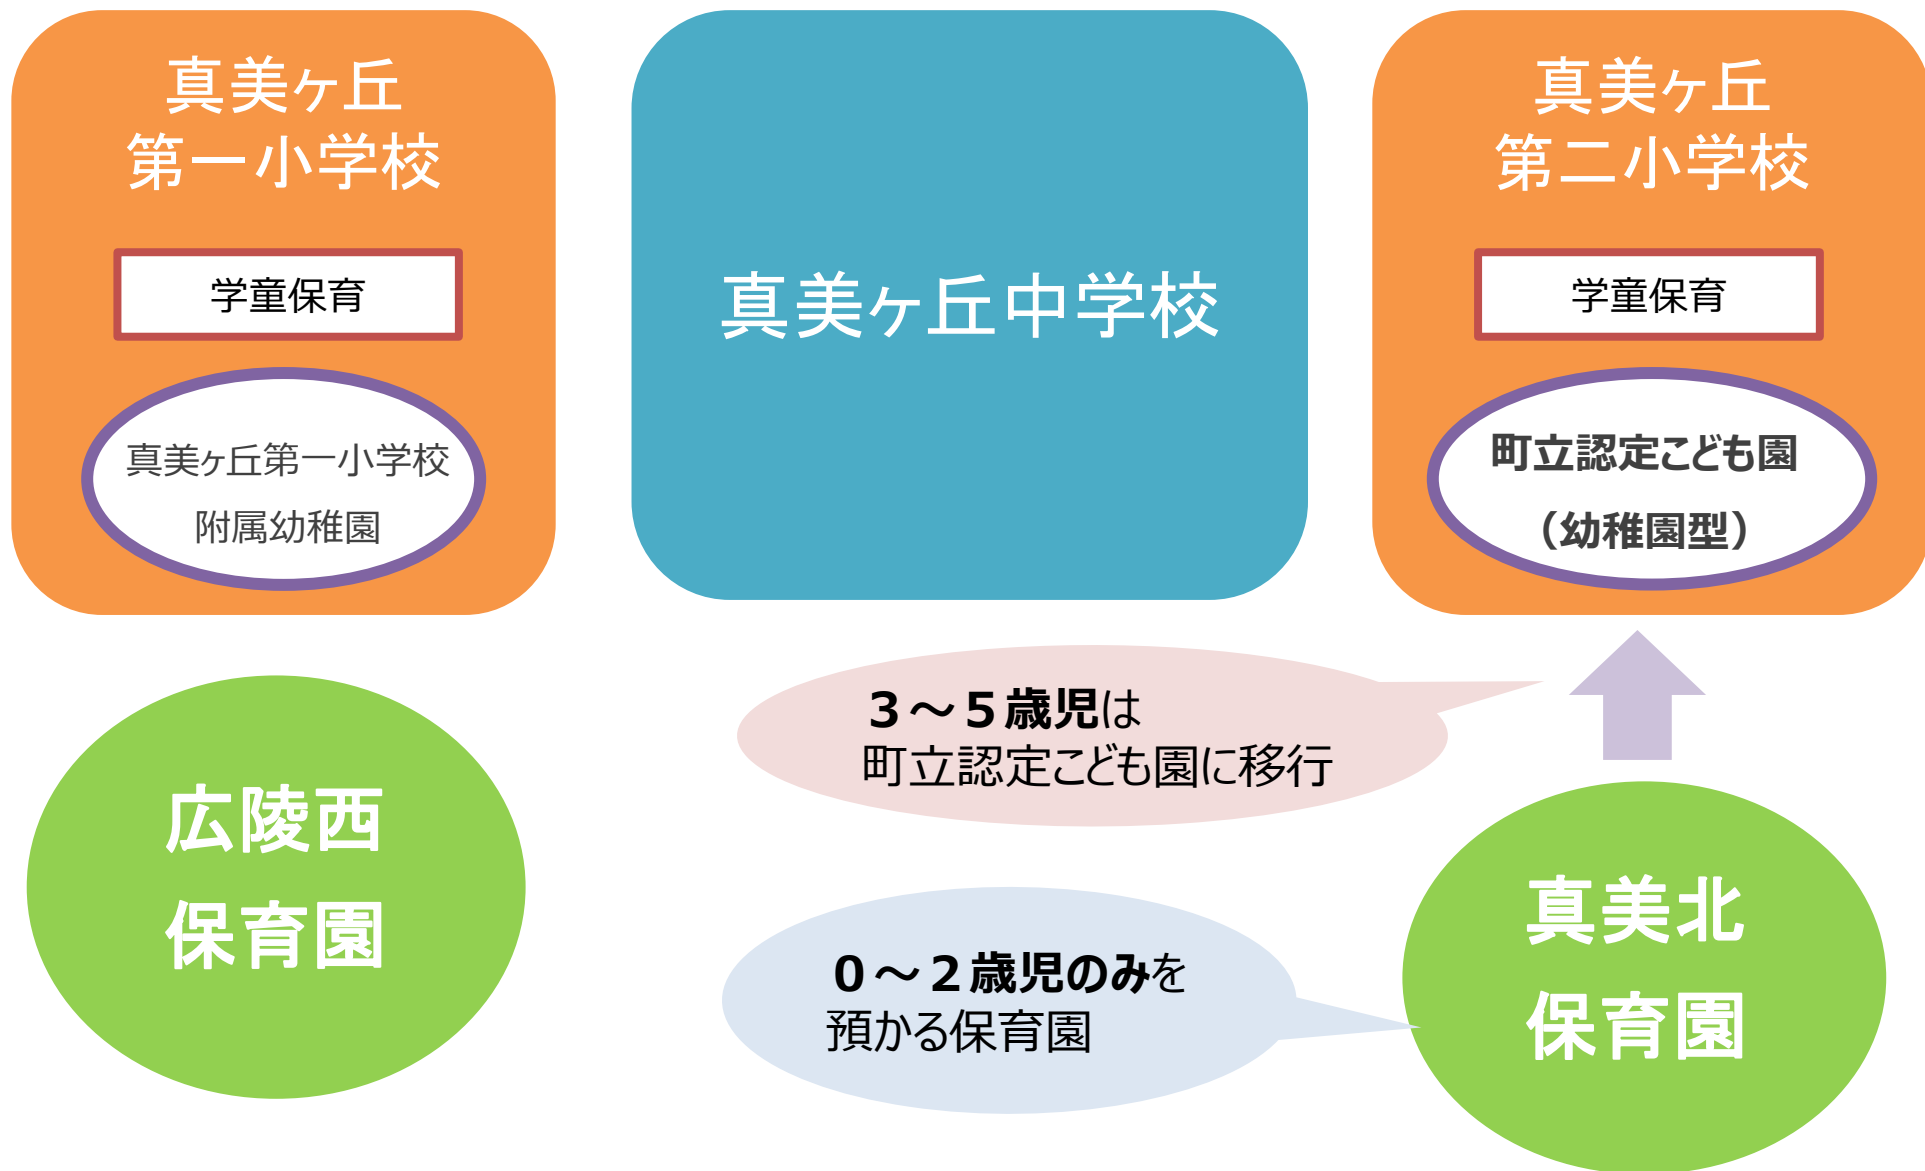 真美ヶ丘
第一小学校
学童保育
真美ヶ丘第一小学校
附属幼稚園
真美ヶ丘中学校
真美ヶ丘
第二小学校
学童保育
町立認定こども園
（幼稚園型）
３～５歳児は
町立認定こども園に移行
広陵西
保育園
０～２歳児のみを
預かる保育園
真美北
保育園